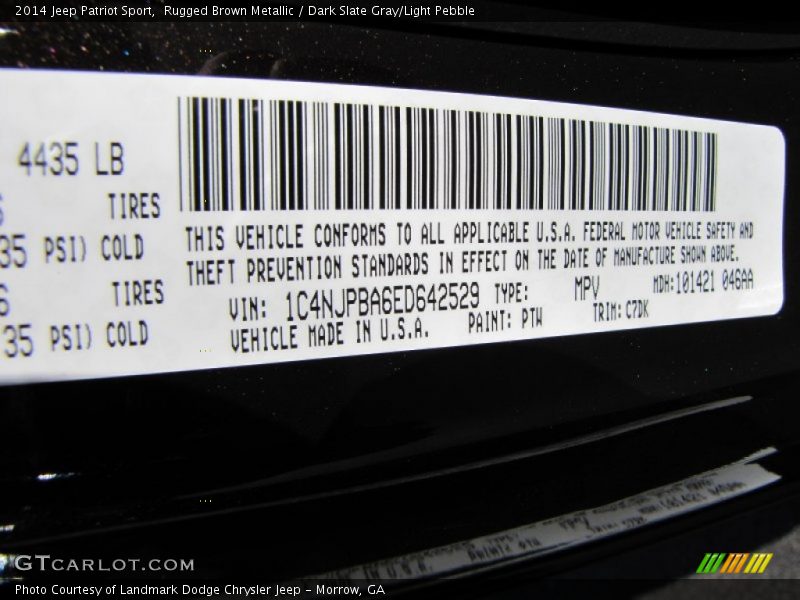 2014 Jeep Patriot Sport,  Rugged Brown Metallic / Dark Slate Gray/Light Pebble
4435 LB
TIRES
35 PSI) COLD
TIRES
35 PSI) COLD
THIS VEHICLE CONFORMS TO ALL APPLICABLE U.S.A. FEDERAL MOTOR VEHICLE SAFETY AND
THEFT PREVENTION STANDARDS IN EFFECT ON THE DATE OF MANUFACTURE SHOWN ABOVE.
VIN: 1C4NJPBA6ED642529 TYPE: MPV MDH:101421 046AA
VEHICLE MADE IN U.S.A. PAINT: PTW TRIM:C7DK
GTCARLOT.COM
Photo Courtesy of Landmark Dodge Chrysler Jeep – Morrow, GA